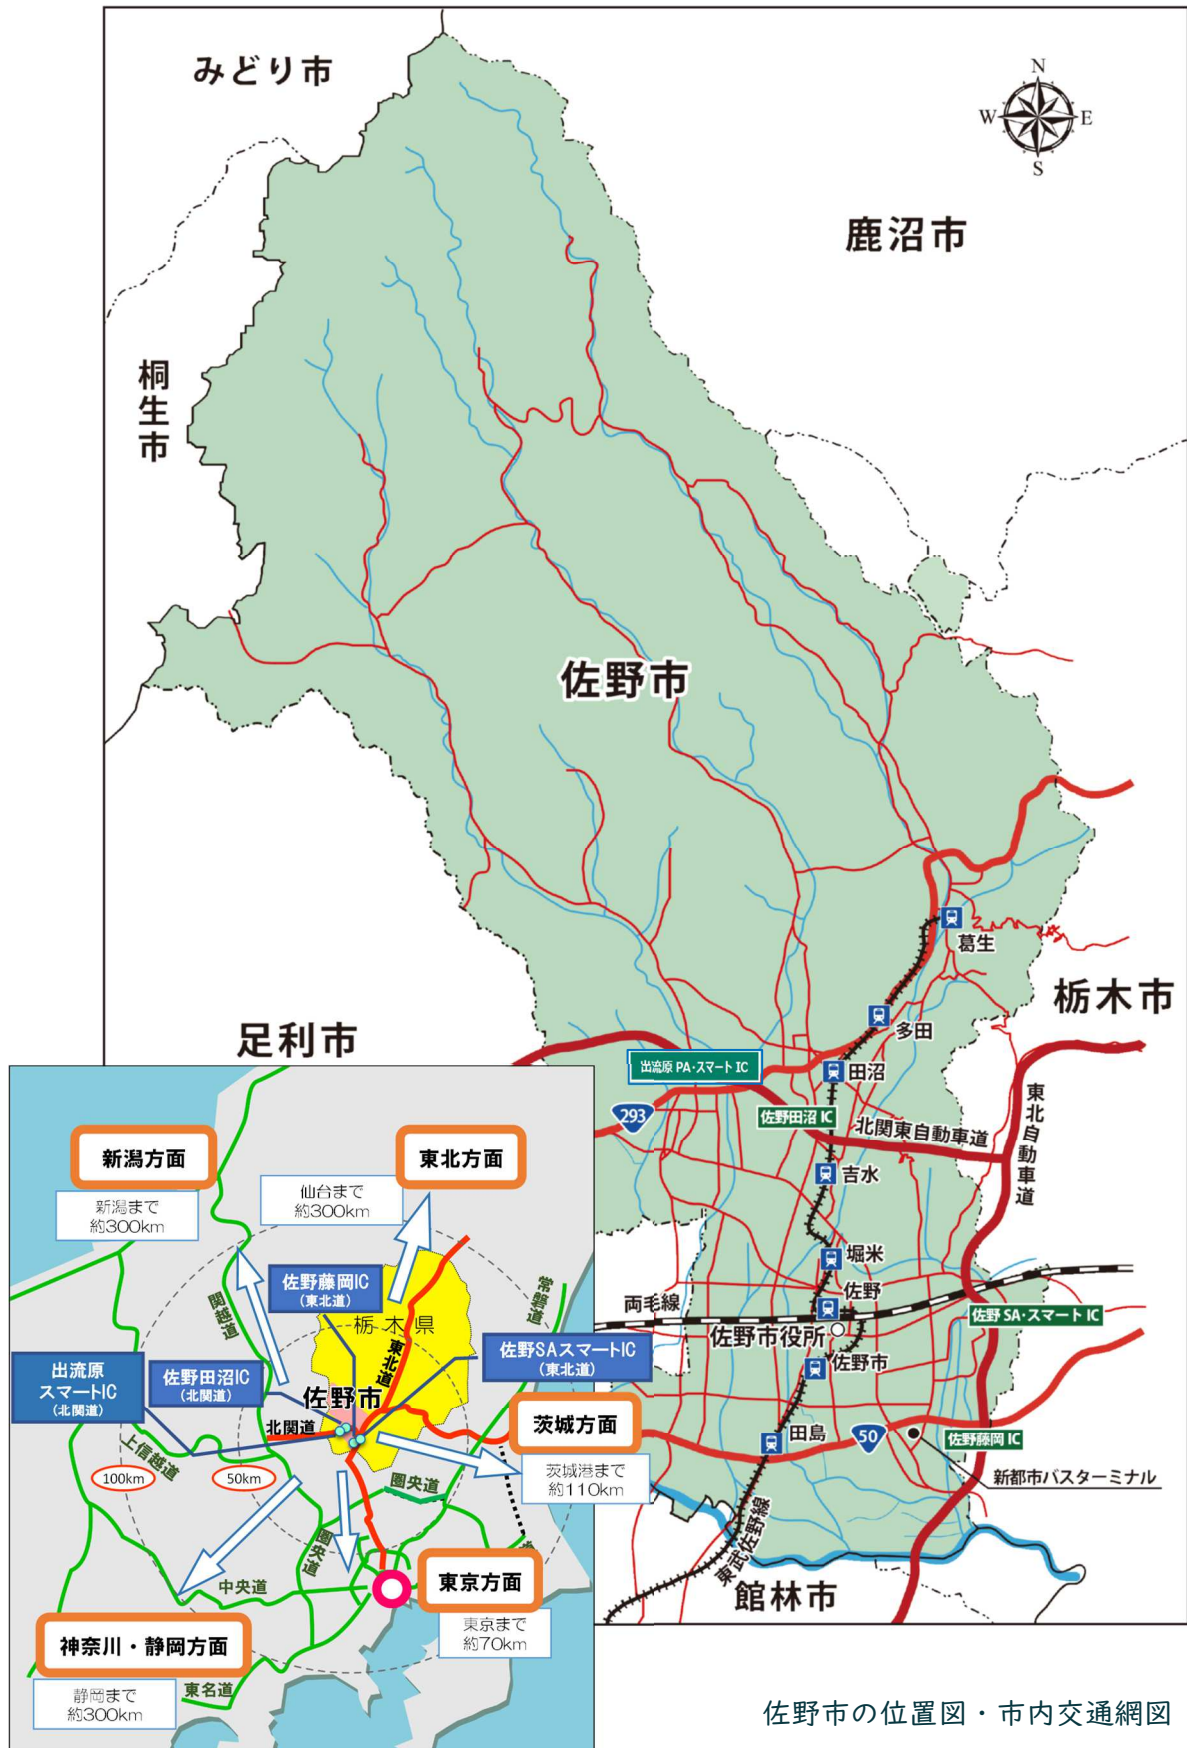 みどり市
N
W
E
S
鹿沼市
桐生市
佐野市
葛生
栃木市
多田
足利市
出流原 PA・スマート IC
田沼
293
佐野田沼 IC
北関東自動車道
東北自動車道
吉水
堀米
佐野
両毛線
佐野市役所
佐野 SA・スマート IC
佐野市
田島
50
佐野藤岡 IC
新都市バスターミナル
東武佐野線
館林市
新潟方面
新潟まで
約300km
東北方面
仙台まで
約300km
佐野藤岡IC
(東北道)
関越道
常磐道
栃木県
東北道
佐野SAスマートIC
(東北道)
出流原
スマートIC
(北関道)
佐野田沼IC
(北関道)
佐野市
北関道
茨城方面
茨城港まで
約110km
上信越道
100km
50km
圏央道
圏央道
中央道
東京方面
東京まで
約70km
神奈川・静岡方面
静岡まで
約300km
東名道
佐野市の位置図・市内交通網図